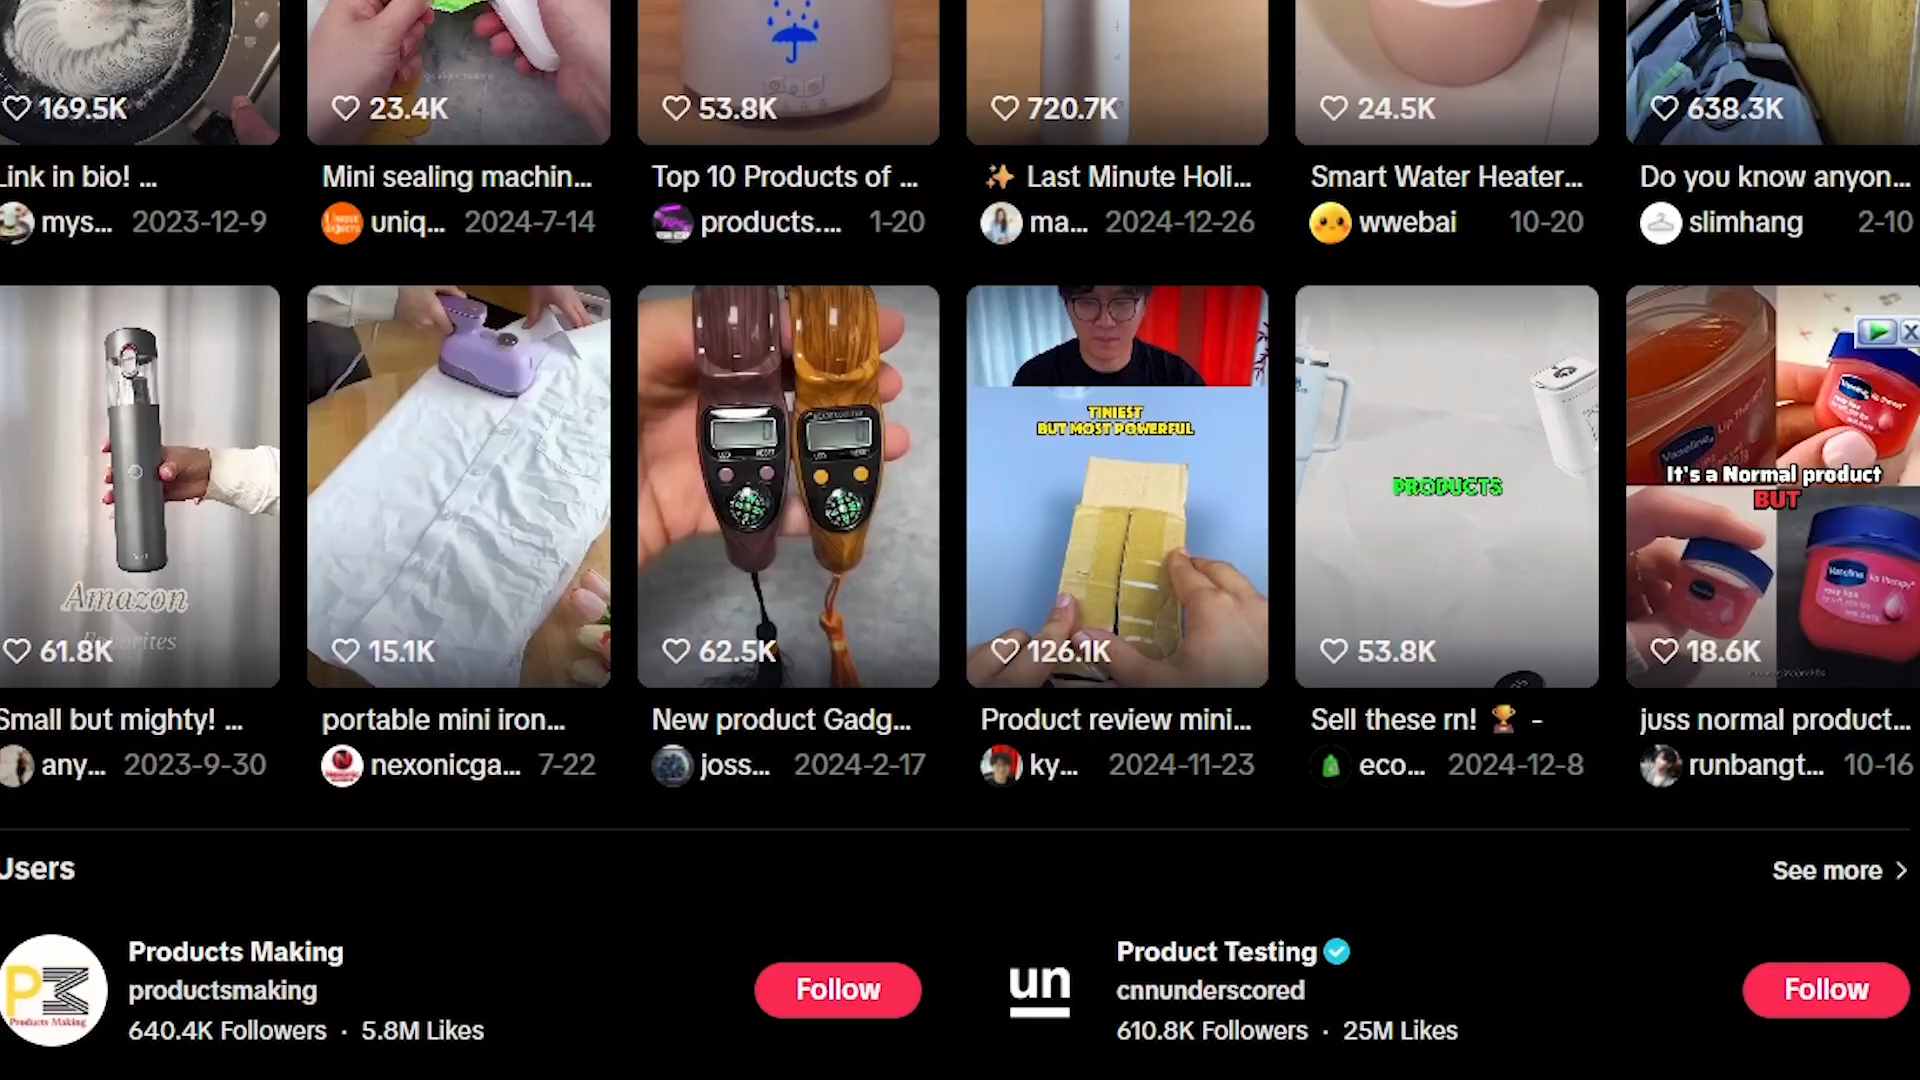 169.5K
23.4K
53.8K
720.7K
24.5K
638.3K
Link in bio! ...
Mini sealing machin...
Top 10 Products of ...
✨ Last Minute Holi...
Smart Water Heater...
Do you know anyon...
mys... 2023-12-9
uniq... 2024-7-14
products.... 1-20
ma... 2024-12-26
wwebai 10-20
slimhang 2-10
Amazon
61.8K
15.1K
62.5K
TINIEST
BUT MOST POWERFUL
126.1K
PRODUCTS
53.8K
Vaseline
Lip Therapy
It's a Normal product
BUT
18.6K
Small but mighty! ...
portable mini iron...
New product Gadg...
Product review mini...
Sell these rn! 🏆 -
juss normal product...
any... 2023-9-30
nexonicga... 7-22
joss... 2024-2-17
ky... 2024-11-23
eco... 2024-12-8
runbangt... 10-16
Users
See more >
Products Making
productsmaking
640.4K Followers · 5.8M Likes
Follow
PM
Products Making
un
Product Testing
cnnunderscored
610.8K Followers · 25M Likes
Follow